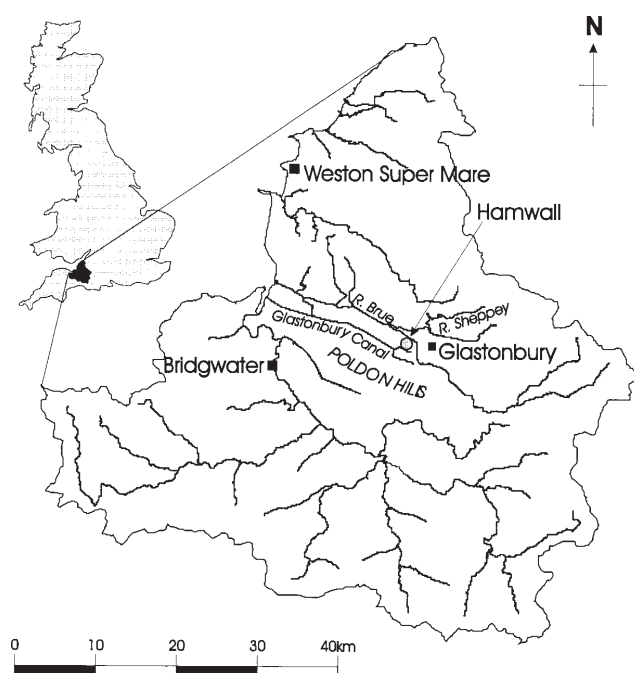 N
Weston Super Mare
Hamwall
R. Brue
R. Sheppey
Glastonbury Canal
Glastonbury
Bridgwater
POLDON HILLS
0 10 20 30 40km